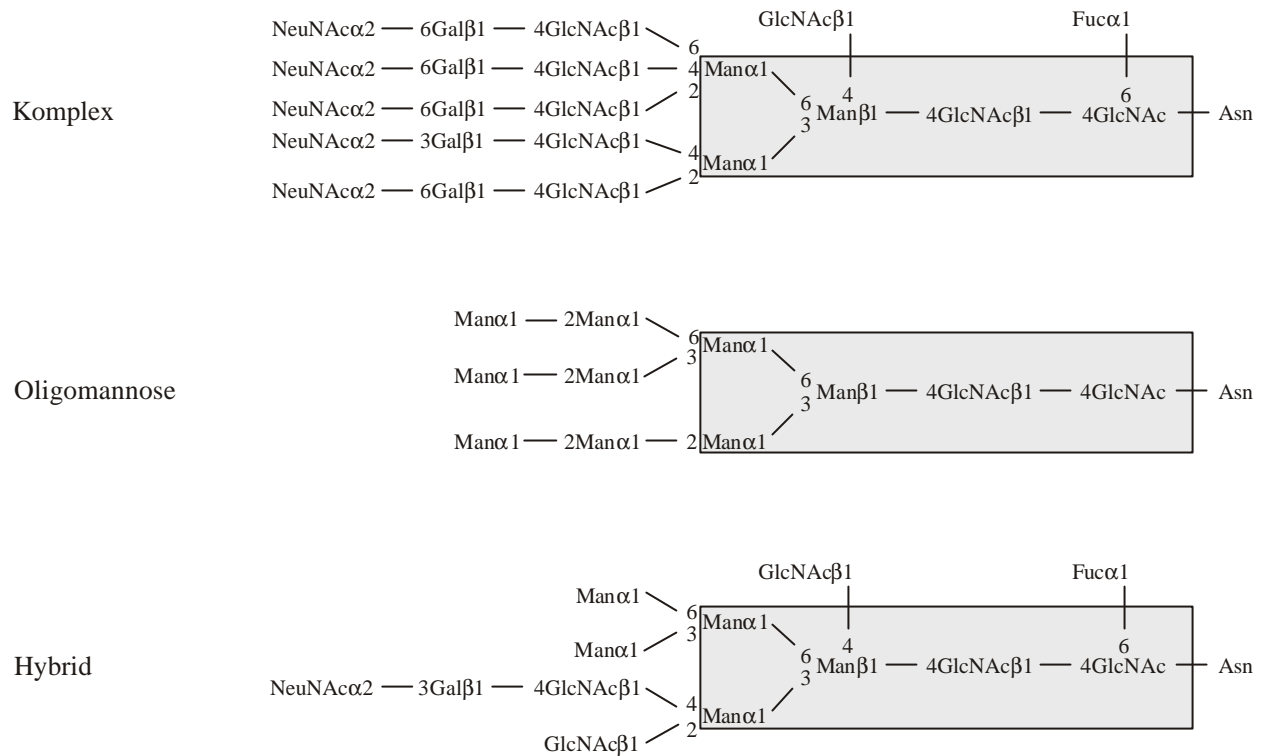 GlcNAcβ1 Fucα1
NeuNAcα2 — 6Galβ1 — 4GlcNAcβ1 6
NeuNAcα2 — 6Galβ1 — 4GlcNAcβ1 — 4 Manα1
NeuNAcα2 — 6Galβ1 — 4GlcNAcβ1 2
6 4 6
Komplex 3 Manβ1 — 4GlcNAcβ1 — 4GlcNAc — Asn
NeuNAcα2 — 3Galβ1 — 4GlcNAcβ1 4 Manα1
NeuNAcα2 — 6Galβ1 — 4GlcNAcβ1 2
Manα1 — 2Manα1 6 Manα1
Manα1 — 2Manα1 3
6
Oligomannose 3 Manβ1 — 4GlcNAcβ1 — 4GlcNAc — Asn
Manα1 — 2Manα1 — 2 Manα1
GlcNAcβ1 Fucα1
Manα1 6 Manα1
Manα1 3
6 4 6
Hybrid 3 Manβ1 — 4GlcNAcβ1 — 4GlcNAc — Asn
NeuNAcα2 — 3Galβ1 — 4GlcNAcβ1 4 Manα1
GlcNAcβ1 2